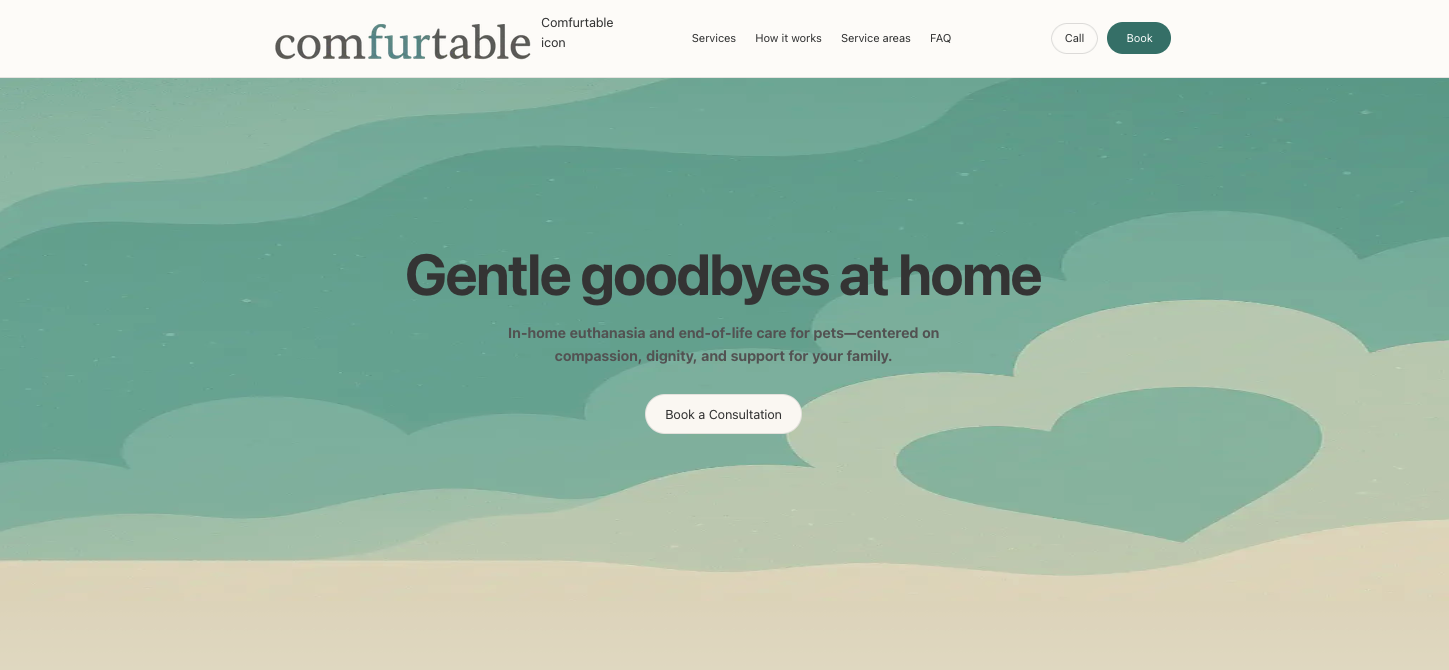 comfurtable
Comfurtable
icon
Services
How it works
Service areas
FAQ
Call
Book
Gentle goodbyes at home
In-home euthanasia and end-of-life care for pets—centered on
compassion, dignity, and support for your family.
Book a Consultation